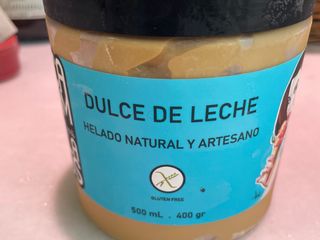 DULCE DE LECHE
HELADO NATURAL Y ARTESANO
GLUTEN FREE
500 mL . 400 gr